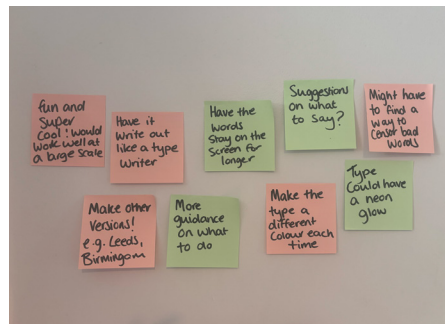 fun and
super
cool! would
work well at
a large scale
Have it
write out
like a type
writer
Have the
words
stay on the
screen for
longer
Suggestions
on what
to say?
Might have
to find a
way to
censor bad
words
Make other
versions!
e.g. Leeds,
Birmingom
More
guidance
on what
to do
Make the
type a
different
colour each
time
Type
could have
a neon
glow